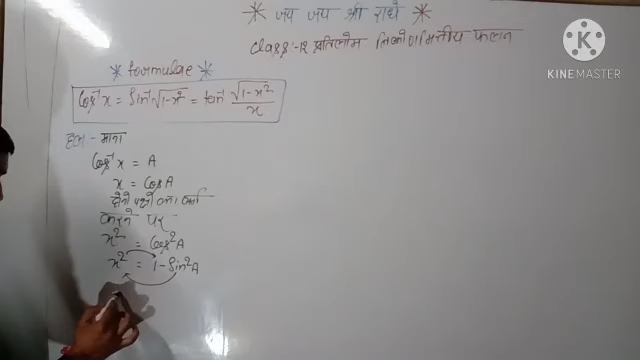 * जय जय श्री राधे *
Class:-12 प्रतिलोम त्रिकोणमितीय फलन
KINEMASTER
* formulae *
Cos⁻¹x = Sin⁻¹√1-x² = tan⁻¹ √1-x²/x
हल - माना
Cos⁻¹x = A
x = CosA
दोनों पक्षों का वर्ग
करने पर
x² = Cos²A
x² = 1 - Sin²A